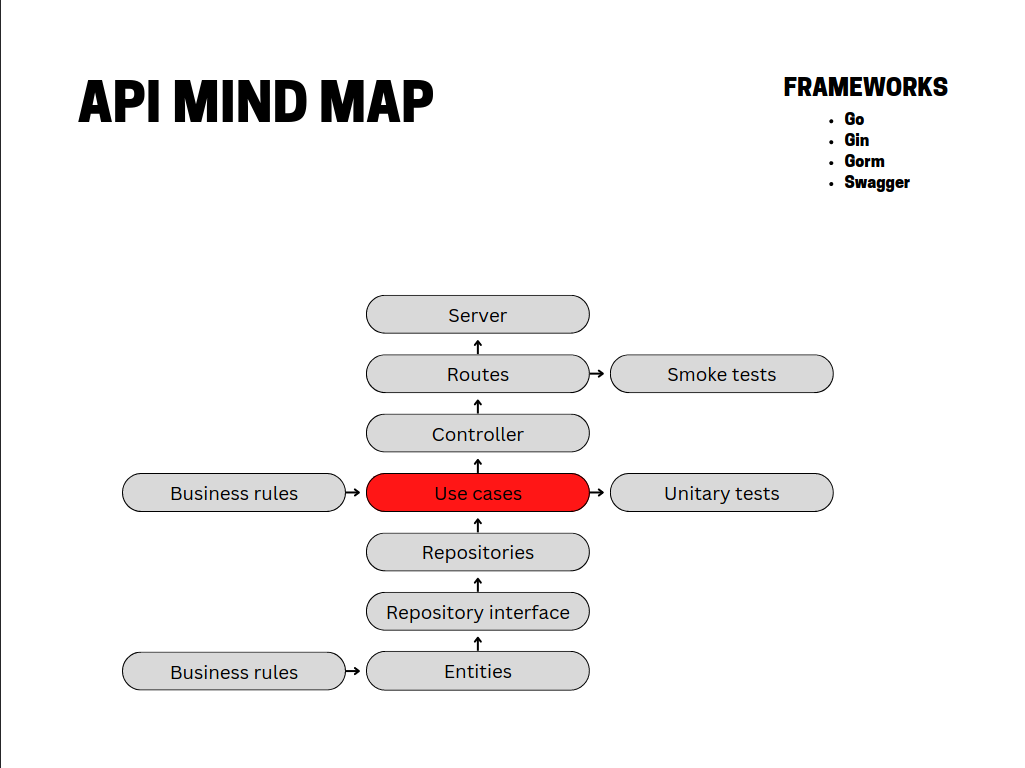 API MIND MAP
FRAMEWORKS
• Go
• Gin
• Gorm
• Swagger
Server
Routes
Smoke tests
Controller
Business rules
Use cases
Unitary tests
Repositories
Repository interface
Business rules
Entities